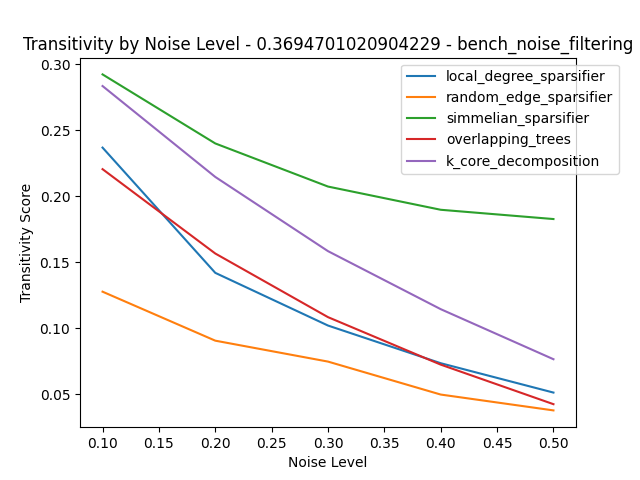 Transitivity by Noise Level - 0.3694701020904229 - bench_noise_filtering
local_degree_sparsifier
random_edge_sparsifier
simmelian_sparsifier
overlapping_trees
k_core_decomposition
Transitivity Score
0.30
0.25
0.20
0.15
0.10
0.05
0.10 0.15 0.20 0.25 0.30 0.35 0.40 0.45 0.50
Noise Level